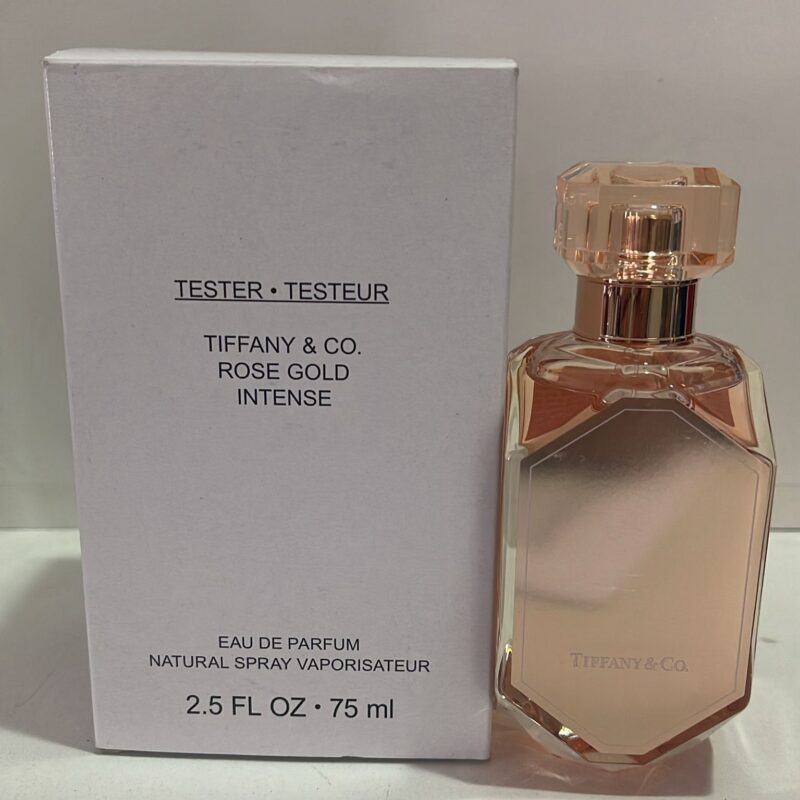 TESTER • TESTEUR
TIFFANY & CO.
ROSE GOLD
INTENSE
EAU DE PARFUM
NATURAL SPRAY VAPORISATEUR
2.5 FL OZ • 75 ml
TIFFANY & CO.